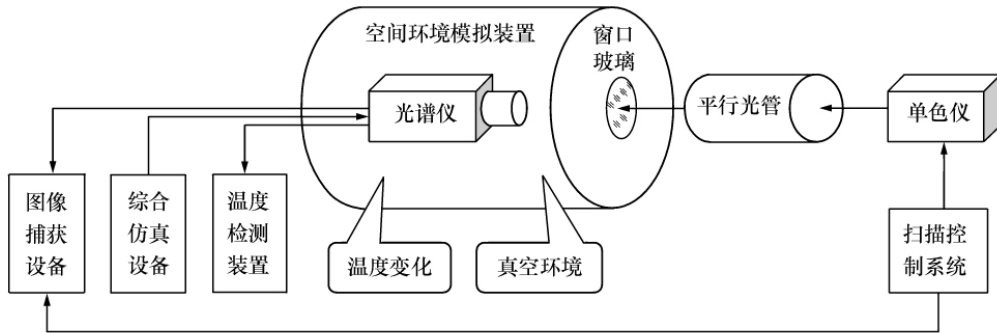 空间环境模拟装置
窗口
玻璃
光谱仪
平行光管
单色仪
图像
捕获
设备
综合
仿真
设备
温度
检测
装置
温度变化
真空环境
扫描控
制系统